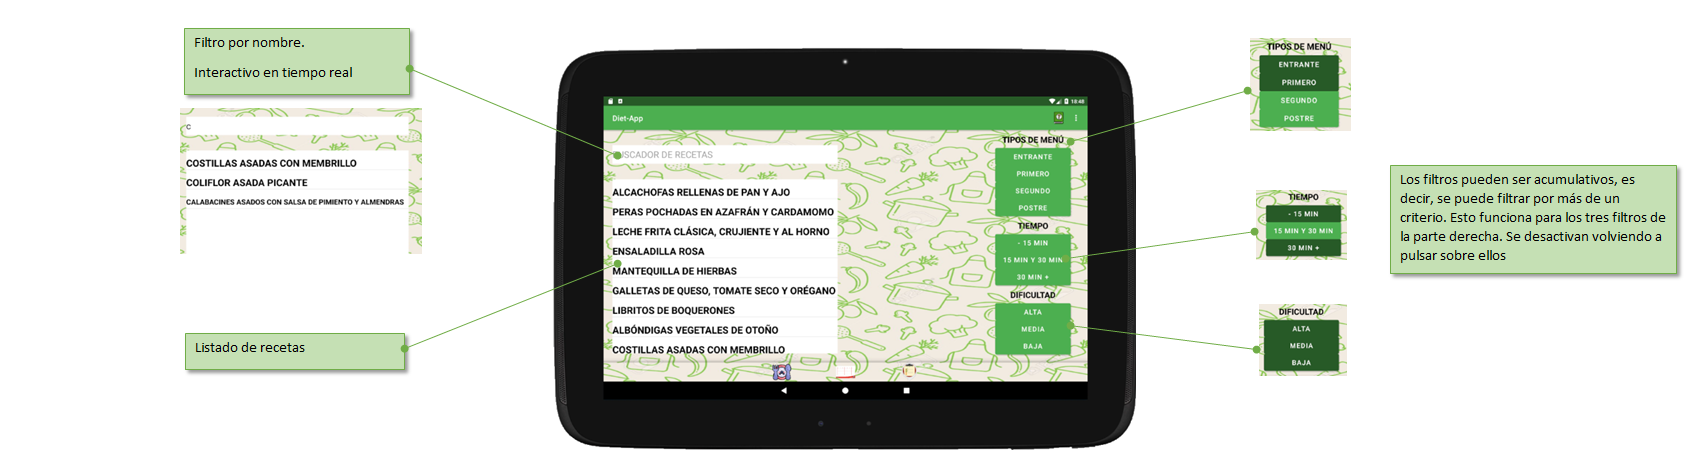 Filtro por nombre.
Interactivo en tiempo real
C
COSTILLAS ASADAS CON MEMBRILLO
COLIFLOR ASADA PICANTE
CALABACINES ASADOS CON SALSA DE PIMIENTO Y ALMENDRAS
Listado de recetas
18:48
Diet-App
BUSCADOR DE RECETAS
ALCACHOFAS RELLENAS DE PAN Y AJO
PERAS POCHADAS EN AZAFRÁN Y CARDAMOMO
LECHE FRITA CLÁSICA, CRUJIENTE Y AL HORNO
ENSALADILLA ROSA
MANTEQUILLA DE HIERBAS
GALLETAS DE QUESO, TOMATE SECO Y ORÉGANO
LIBRITOS DE BOQUERONES
ALBÓNDIGAS VEGETALES DE OTOÑO
COSTILLAS ASADAS CON MEMBRILLO
TIPOS DE MENÚ
ENTRANTE
PRIMERO
SEGUNDO
POSTRE
TIEMPO
- 15 MIN
15 MIN Y 30 MIN
30 MIN +
DIFICULTAD
ALTA
MEDIA
BAJA
TIPOS DE MENÚ
ENTRANTE
PRIMERO
SEGUNDO
POSTRE
TIEMPO
- 15 MIN
15 MIN Y 30 MIN
30 MIN +
DIFICULTAD
ALTA
MEDIA
BAJA
Los filtros pueden ser acumulativos, es
decir, se puede filtrar por más de un
criterio. Esto funciona para los tres filtros de
la parte derecha. Se desactivan volviendo a
pulsar sobre ellos